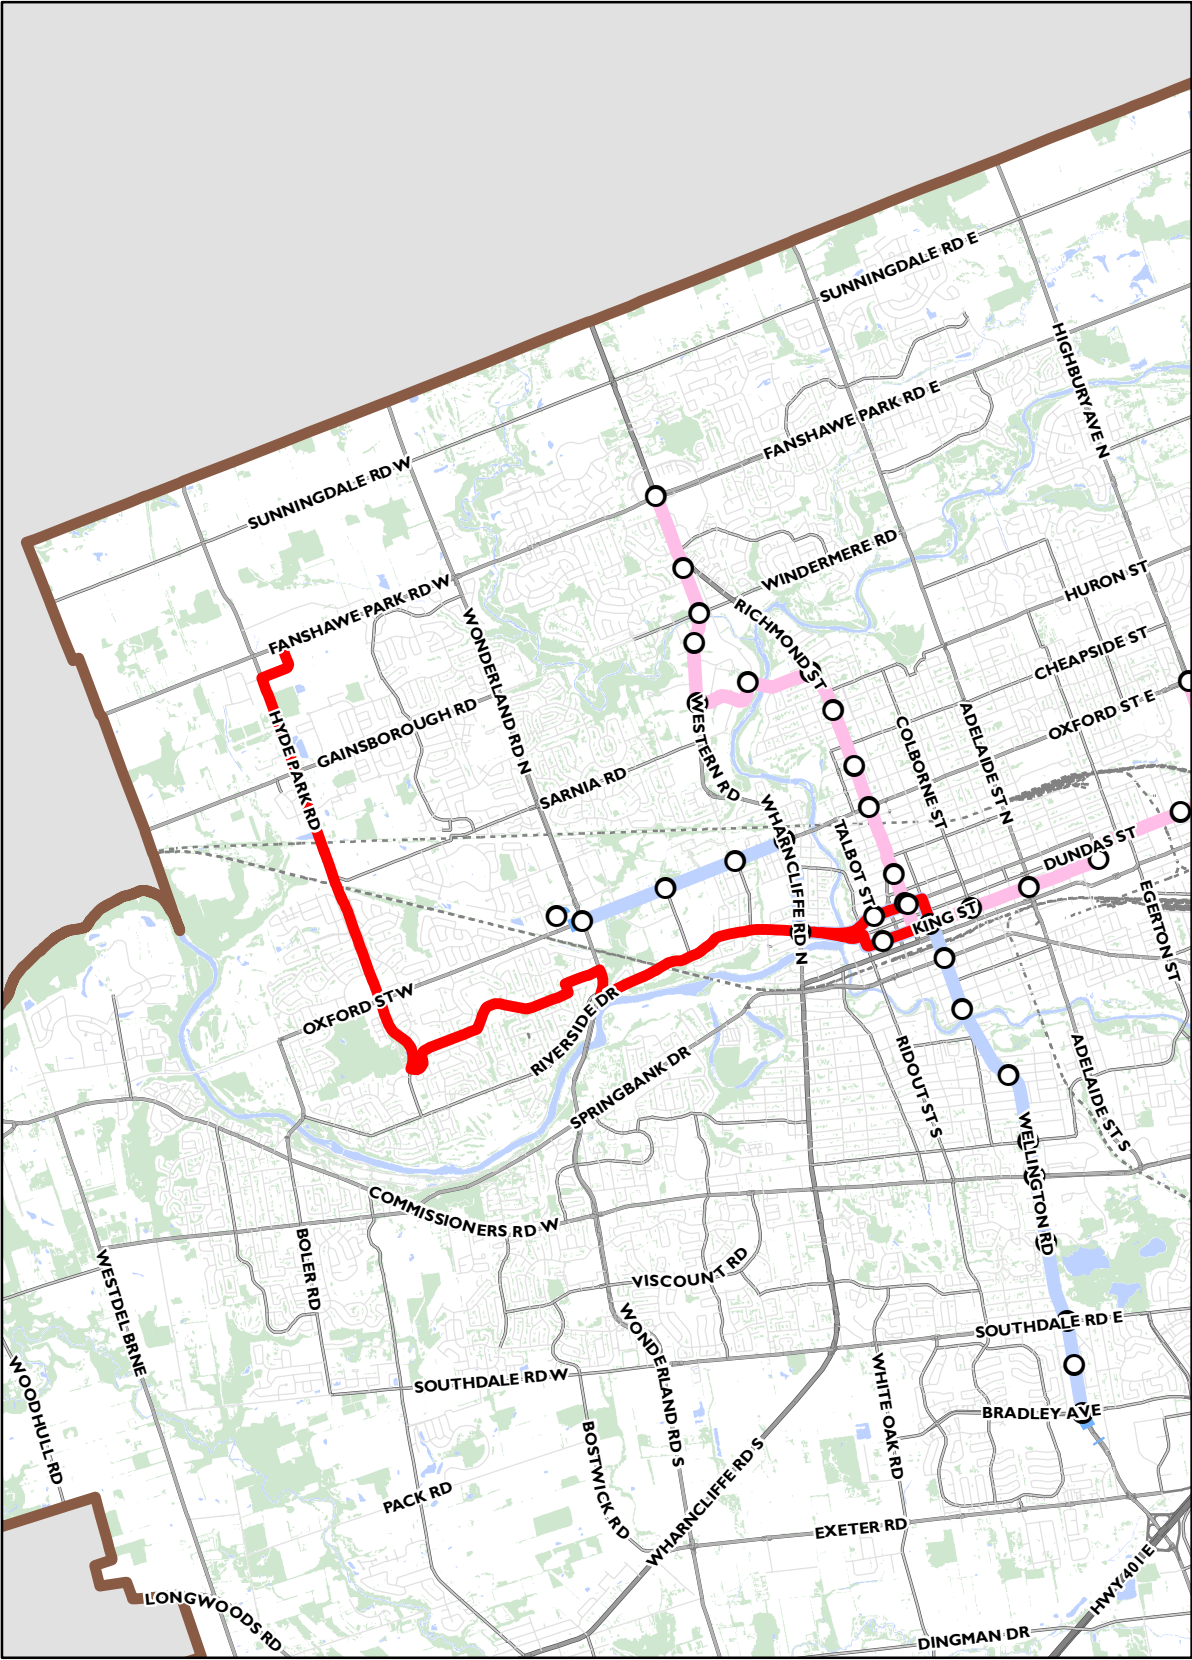 SUNNINGDALE RD E
HIGHBURY AVE N
FANSHAWE PARK RD E
SUNNINGDALE RD W
WINDERMERE RD
HURON ST
FANSHAWE PARK RD W
RICHMOND ST
CHEAPSIDE ST
WONDERLAND RD N
OXFORD ST E
GAINSBOROUGH RD
HYDE PARK RD
WESTERN RD
COLBORNE ST
ADELAIDE ST N
SARNIA RD
WHARNCLIFFE RD N
TALBOT ST
DUNDAS ST
KING ST
EGERTON ST
OXFORD ST W
RIVERSIDE DR
SPRINGBANK DR
RIDOUT ST S
ADELAIDE ST S
WELLINGTON RD
COMMISSIONERS RD W
BOLER RD
WESTDEL BRNE
VISCOUNT RD
WONDERLAND RD S
SOUTHDALE RD E
WOODHULL RD
SOUTHDALE RD W
WHITE OAK RD
BRADLEY AVE
BOSTWICK RD
PACK RD
WHARNCLIFFE RD S
EXETER RD
HWY 401 E
LONGWOODS RD
DINGMAN DR